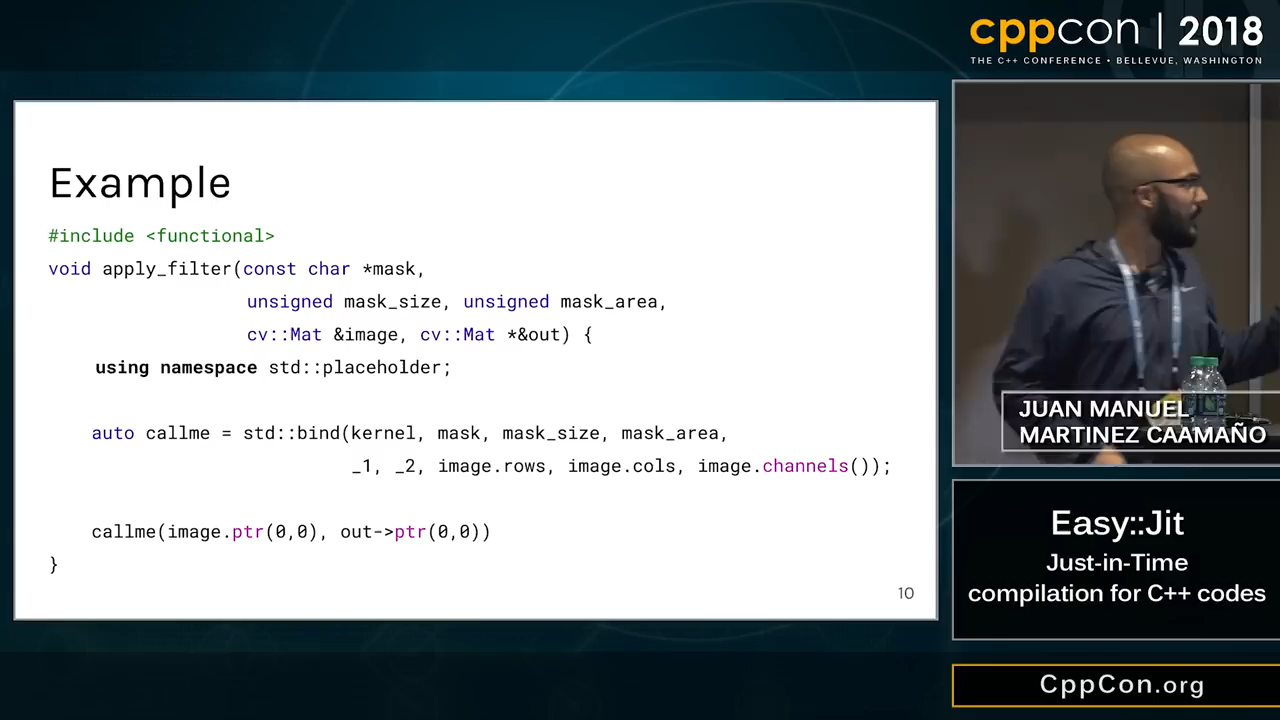 cppcon | 2018
THE C++ CONFERENCE • BELLEVUE, WASHINGTON
Example
#include <functional>
void apply_filter(const char *mask,
unsigned mask_size, unsigned mask_area,
cv::Mat &image, cv::Mat *&out) {
using namespace std::placeholder;
auto callme = std::bind(kernel, mask, mask_size, mask_area,
_1, _2, image.rows, image.cols, image.channels());
callme(image.ptr(0,0), out->ptr(0,0))
}
10
JUAN MANUEL
MARTINEZ CAAMAÑO
Easy::Jit
Just-in-Time
compilation for C++ codes
CppCon.org